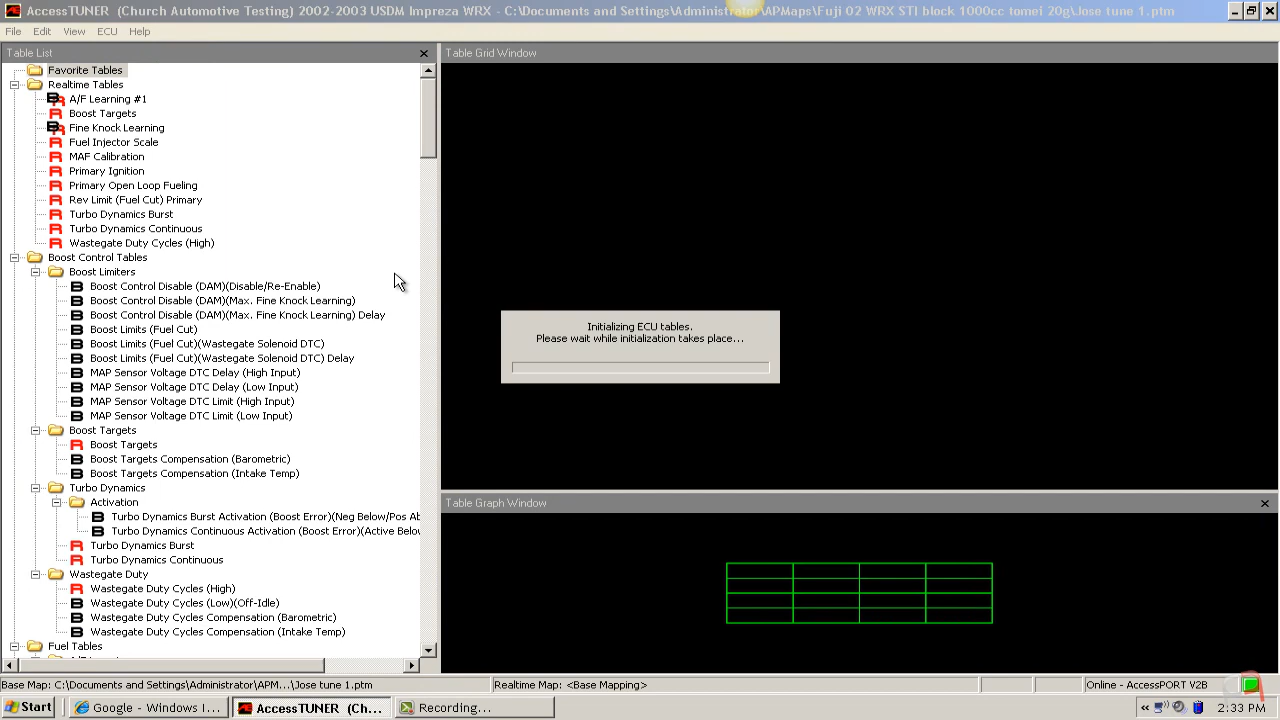 AccessTUNER (Church Automotive Testing) 2002-2003 USDM Impreza WRX - C:\Documents and Settings\Administrator\APMaps\Fuji 02 WRX STI block 1000cc tomei 20g\Jose tune 1.ptm
File Edit View ECU Help
Table List
Table Grid Window
Favorite Tables
Realtime Tables
A/F Learning #1
Boost Targets
Fine Knock Learning
Fuel Injector Scale
MAF Calibration
Primary Ignition
Primary Open Loop Fueling
Rev Limit (Fuel Cut) Primary
Turbo Dynamics Burst
Turbo Dynamics Continuous
Wastegate Duty Cycles (High)
Boost Control Tables
Boost Limiters
Boost Control Disable (DAM)(Disable/Re-Enable)
Boost Control Disable (DAM)(Max. Fine Knock Learning)
Boost Control Disable (DAM)(Max. Fine Knock Learning) Delay
Boost Limits (Fuel Cut)
Boost Limits (Fuel Cut)(Wastegate Solenoid DTC)
Boost Limits (Fuel Cut)(Wastegate Solenoid DTC) Delay
MAP Sensor Voltage DTC Delay (High Input)
MAP Sensor Voltage DTC Delay (Low Input)
MAP Sensor Voltage DTC Limit (High Input)
MAP Sensor Voltage DTC Limit (Low Input)
Boost Targets
Boost Targets
Boost Targets Compensation (Barometric)
Boost Targets Compensation (Intake Temp)
Turbo Dynamics
Activation
Turbo Dynamics Burst Activation (Boost Error)(Neg Below/Pos Ab
Turbo Dynamics Continuous Activation (Boost Error)(Active Below
Turbo Dynamics Burst
Turbo Dynamics Continuous
Wastegate Duty
Wastegate Duty Cycles (High)
Wastegate Duty Cycles (Low)(Off-Idle)
Wastegate Duty Cycles Compensation (Barometric)
Wastegate Duty Cycles Compensation (Intake Temp)
Fuel Tables
Initializing ECU tables.
Please wait while initialization takes place...
Table Graph Window
Base Map: C:\Documents and Settings\Administrator\APM...\Jose tune 1.ptm
Realtime Map: <Base Mapping>
Online - AccessPORT V2B
Start
Google - Windows I...
AccessTUNER (Ch...
Recording...
2:33 PM